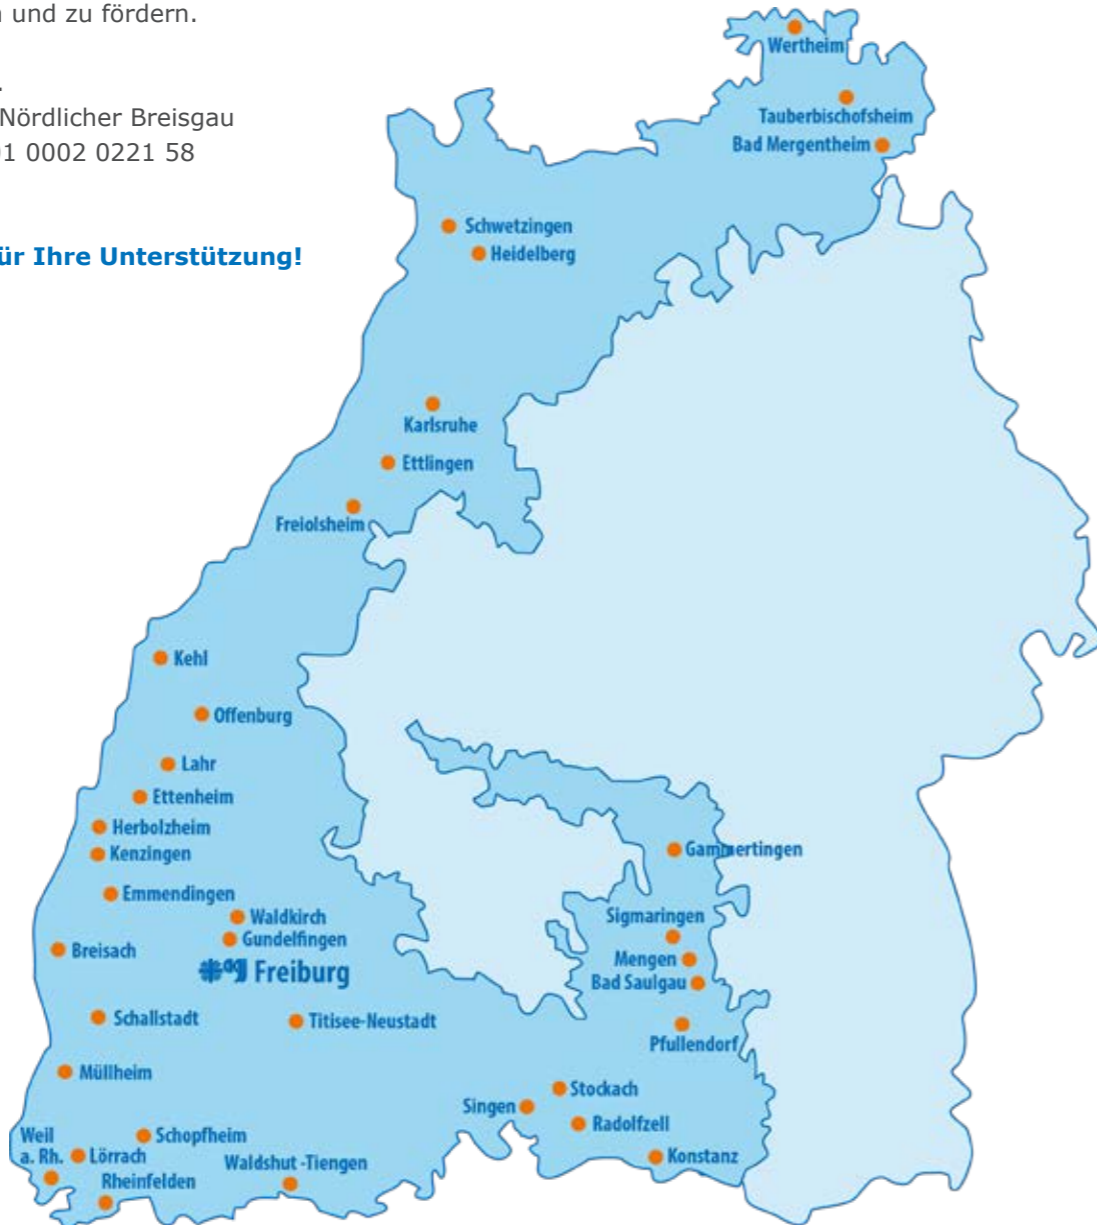 und zu fördern.
.
Nördlicher Breisgau
01 0002 0221 58
für Ihre Unterstützung!
Wertheim
Tauberbischofsheim
Bad Mergentheim
Schwetzingen
Heidelberg
Karlsruhe
Ettlingen
Freiolsheim
Kehl
Offenburg
Lahr
Ettenheim
Herbolzheim
Kenzingen
Gammertingen
Emmendingen
Waldkirch
Sigmaringen
Gundelfingen
Breisach
Mengen
Freiburg
Bad Saulgau
Schallstadt
Titisee-Neustadt
Pfullendorf
Müllheim
Stockach
Singen
Radolfzell
Weil
a. Rh.
Schopfheim
Lörrach
Waldshut -Tiengen
Konstanz
Rheinfelden